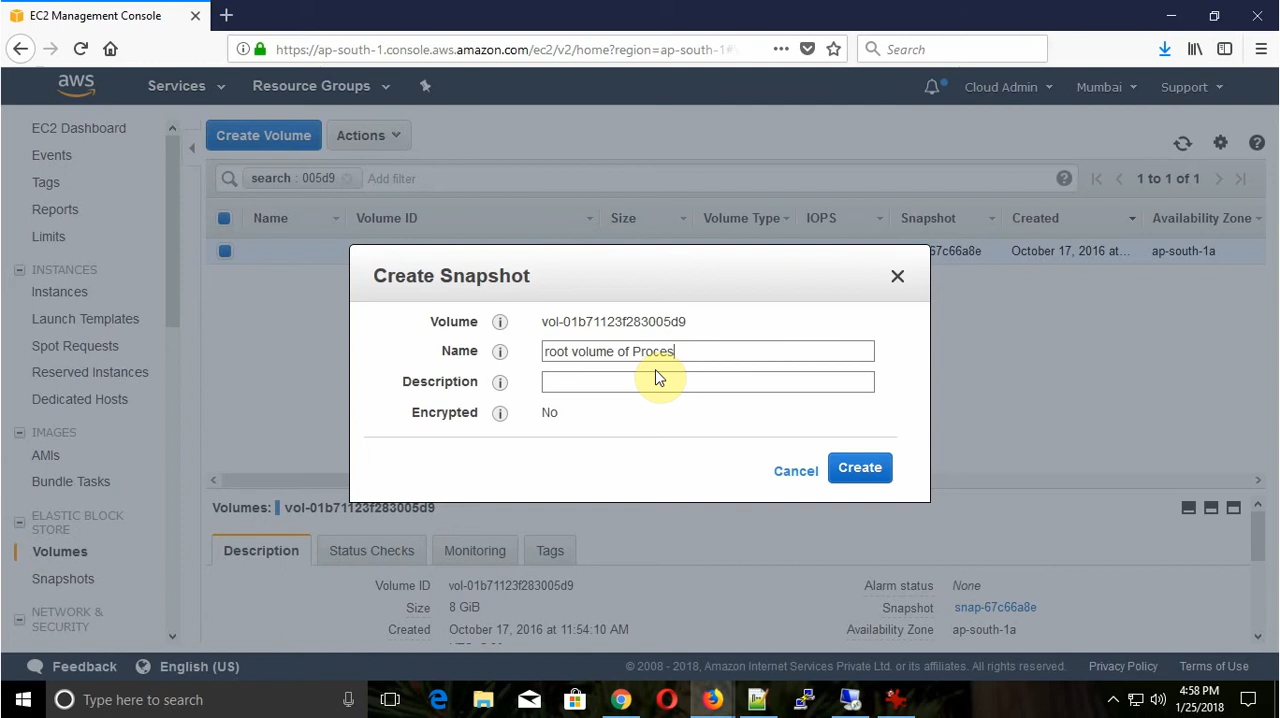 EC2 Management Console
https://ap-south-1.console.aws.amazon.com/ec2/v2/home?region=ap-south-1#
Search
aws
Services
Resource Groups
Cloud Admin
Mumbai
Support
EC2 Dashboard
Events
Tags
Reports
Limits
INSTANCES
Instances
Launch Templates
Spot Requests
Reserved Instances
Dedicated Hosts
IMAGES
AMIs
Bundle Tasks
ELASTIC BLOCK
STORE
Volumes
Snapshots
NETWORK &
SECURITY
Create Volume
Actions
search : 005d9
Add filter
1 to 1 of 1
Name
Volume ID
Size
Volume Type
IOPS
Snapshot
Created
Availability Zone
67c66a8e
October 17, 2016 at...
ap-south-1a
Create Snapshot
Volume
vol-01b71123f283005d9
Name
root volume of Proces
Description
Encrypted
No
Cancel
Create
Volumes:
vol-01b71123f283005d9
Description
Status Checks
Monitoring
Tags
Volume ID
vol-01b71123f283005d9
Alarm status
None
Size
8 GiB
Snapshot
snap-67c66a8e
Created
October 17, 2016 at 11:54:10 AM
Availability Zone
ap-south-1a
Feedback
English (US)
© 2008 - 2018, Amazon Internet Services Private Ltd. or its affiliates. All rights reserved.
Privacy Policy
Terms of Use
Type here to search
4:58 PM
1/25/2018